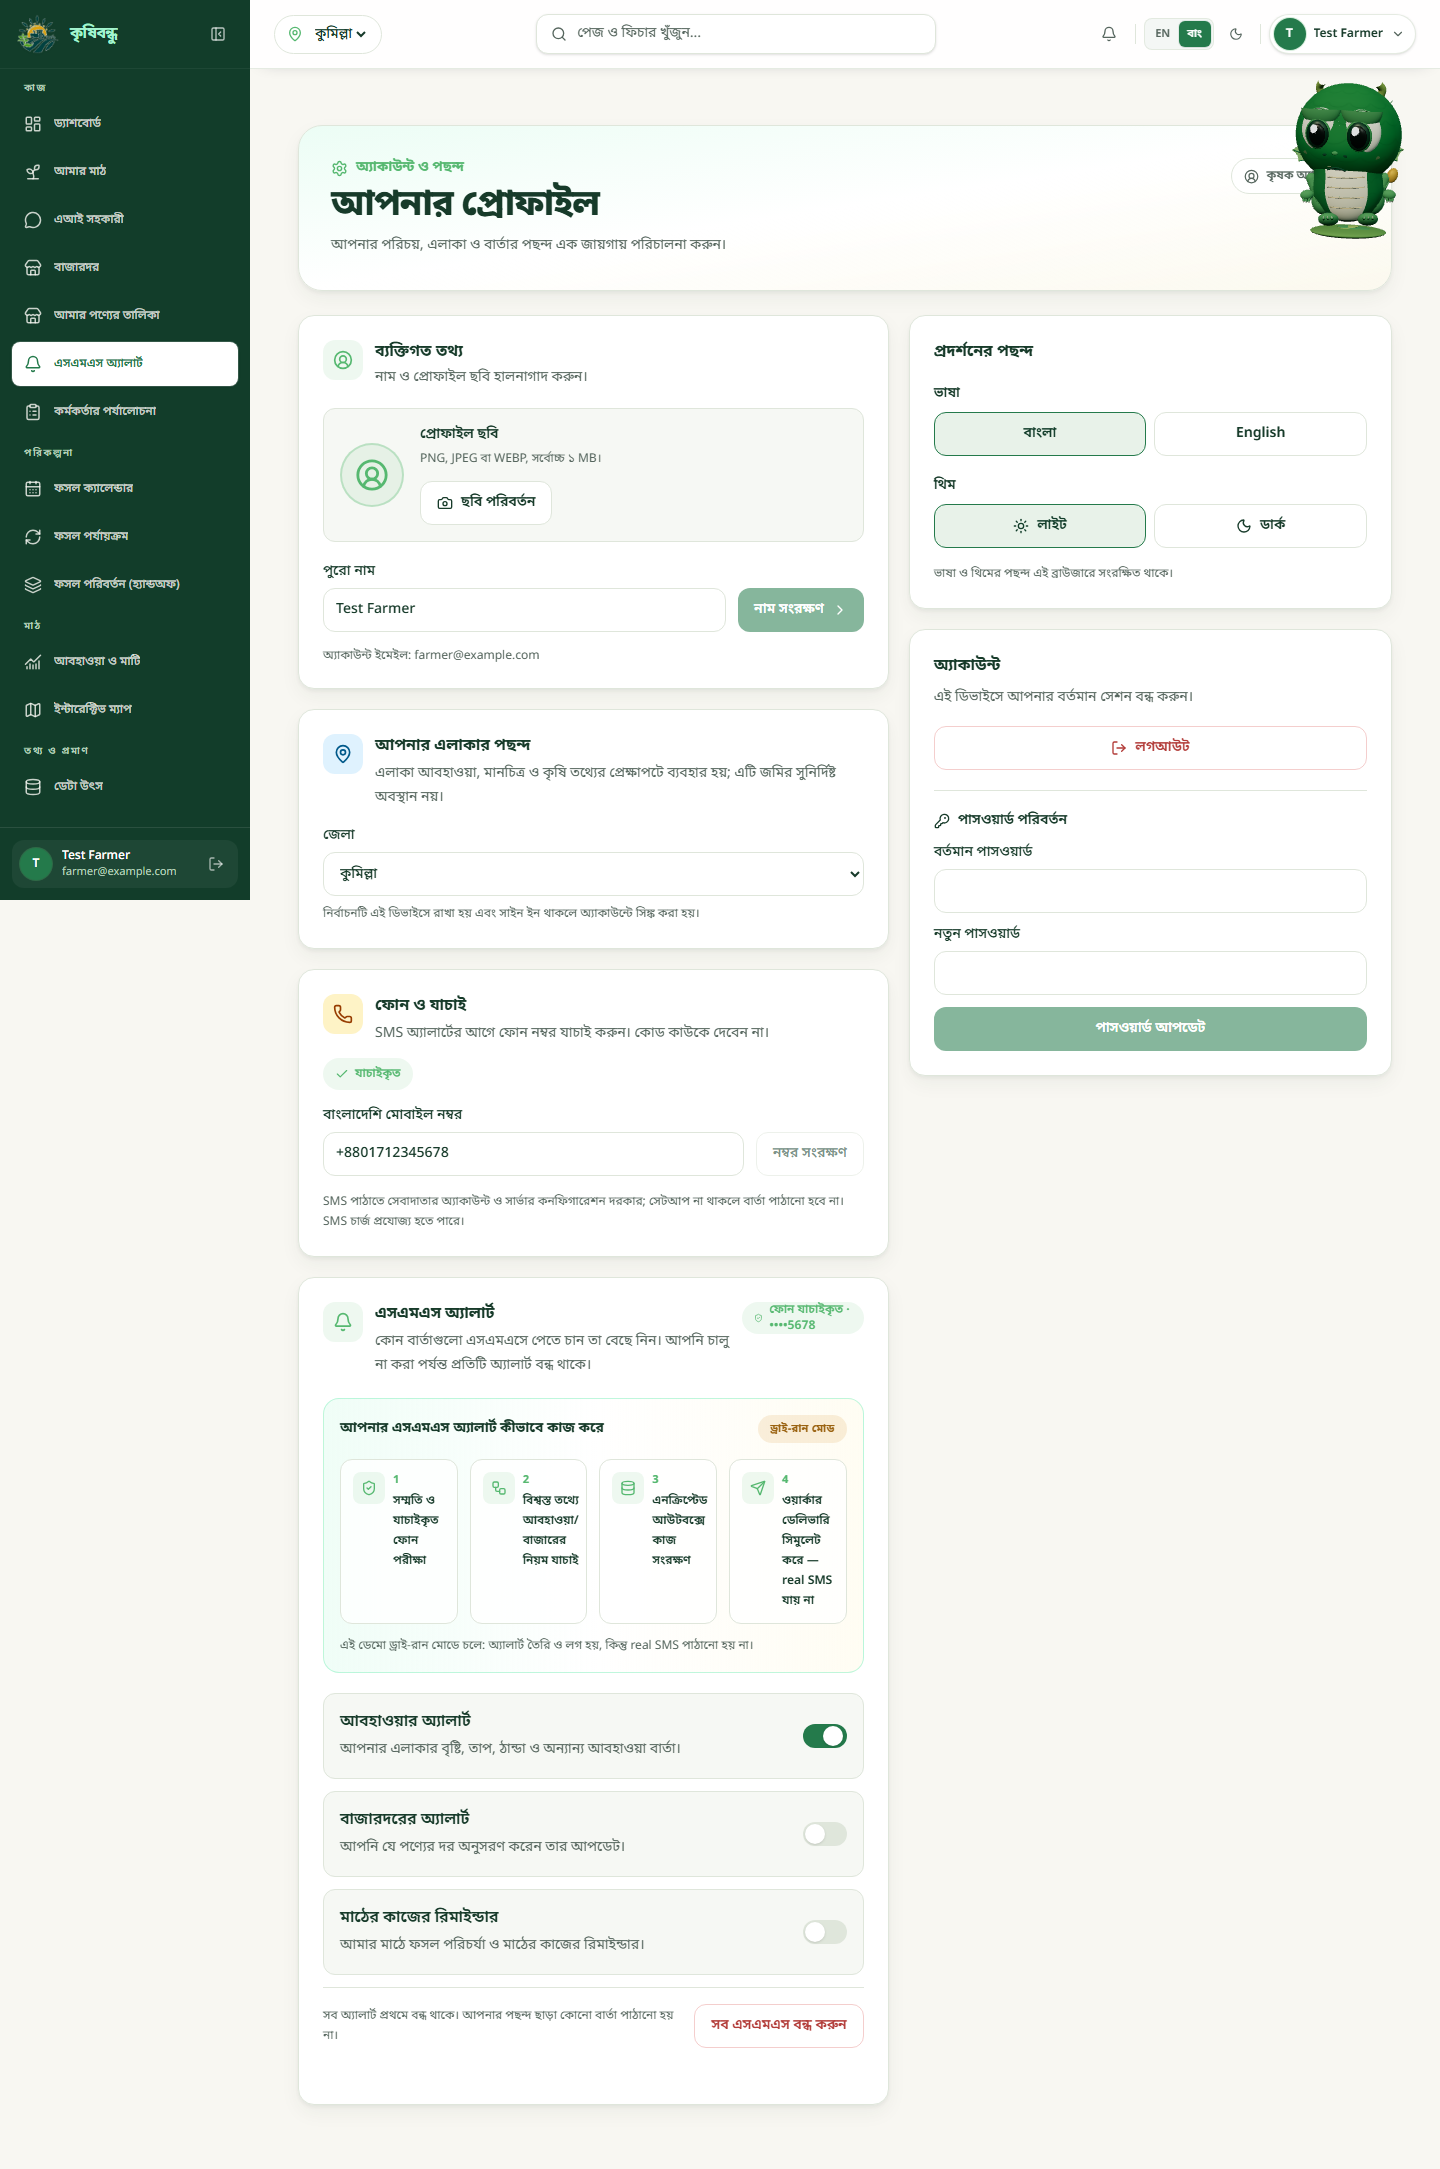 কৃষিবন্ধু
কুমিল্লা
পেজ ও ফিচার খুঁজুন...
EN
বাং
T
Test Farmer
কাজ
ড্যাশবোর্ড
আমার মাঠ
এআই সহকারী
বাজারদর
আমার পণ্যের তালিকা
এসএমএস অ্যালার্ট
কর্মকর্তার পর্যালোচনা
পরিকল্পনা
ফসল ক্যালেন্ডার
ফসল পর্যায়ক্রম
ফসল পরিবর্তন (হ্যান্ডঅফ)
মাঠ
আবহাওয়া ও মাটি
ইন্টারেক্টিভ ম্যাপ
তথ্য ও প্রমাণ
ডেটা উৎস
T
Test Farmer
farmer@example.com
অ্যাকাউন্ট ও পছন্দ
আপনার প্রোফাইল
আপনার পরিচয়, এলাকা ও বার্তার পছন্দ এক জায়গায় পরিচালনা করুন।
কৃষক
ব্যক্তিগত তথ্য
নাম ও প্রোফাইল ছবি হালনাগাদ করুন।
প্রোফাইল ছবি
PNG, JPEG বা WEBP, সর্বোচ্চ ১ MB।
ছবি পরিবর্তন
পুরো নাম
Test Farmer
নাম সংরক্ষণ
অ্যাকাউন্ট ইমেইল: farmer@example.com
আপনার এলাকার পছন্দ
এলাকা আবহাওয়া, মানচিত্র ও কৃষি তথ্যের প্রেক্ষাপটে ব্যবহার হয়; এটি জমির সুনির্দিষ্ট
অবস্থান নয়।
জেলা
কুমিল্লা
নির্বাচনটি এই ডিভাইসে রাখা হয় এবং সাইন ইন থাকলে অ্যাকাউন্টে সিঙ্ক করা হয়।
ফোন ও যাচাই
SMS অ্যালার্টের আগে ফোন নম্বর যাচাই করুন। কোড কাউকে দেবেন না।
যাচাইকৃত
বাংলাদেশি মোবাইল নম্বর
+8801712345678
নম্বর সংরক্ষণ
SMS পাঠাতে সেবাদাতার অ্যাকাউন্ট ও সার্ভার কনফিগারেশন দরকার; সেটআপ না থাকলে বার্তা পাঠানো হবে না।
SMS চার্জ প্রযোজ্য হতে পারে।
এসএমএস অ্যালার্ট
কোন বার্তাগুলো এসএমএসে পেতে চান তা বেছে নিন। আপনি চালু
না করা পর্যন্ত প্রতিটি অ্যালার্ট বন্ধ থাকে।
ফোন যাচাইকৃত ·
••••5678
আপনার এসএমএস অ্যালার্ট কীভাবে কাজ করে
ড্রাই-রান মোড
1
সম্মতি ও
যাচাইকৃত
ফোন
পরীক্ষা
2
বিশ্বস্ত তথ্যে
আবহাওয়া/
বাজারের
নিয়ম যাচাই
3
এনক্রিপ্টেড
আউটবক্সে
কাজ
সংরক্ষণ
4
ওয়ার্কার
ডেলিভারি
সিমুলেট
করে —
real SMS
যায় না
এই ডেমো ড্রাই-রান মোডে চলে: অ্যালার্ট তৈরি ও লগ হয়, কিন্তু real SMS পাঠানো হয় না।
আবহাওয়ার অ্যালার্ট
আপনার এলাকার বৃষ্টি, তাপ, ঠান্ডা ও অন্যান্য আবহাওয়া বার্তা।
বাজারদরের অ্যালার্ট
আপনি যে পণ্যের দর অনুসরণ করেন তার আপডেট।
মাঠের কাজের রিমাইন্ডার
আমার মাঠে ফসল পরিচর্যা ও মাঠের কাজের রিমাইন্ডার।
সব অ্যালার্ট প্রথমে বন্ধ থাকে। আপনার পছন্দ ছাড়া কোনো বার্তা পাঠানো হয়
না।
সব এসএমএস বন্ধ করুন
প্রদর্শনের পছন্দ
ভাষা
বাংলা
English
থিম
লাইট
ডার্ক
ভাষা ও থিমের পছন্দ এই ব্রাউজারে সংরক্ষিত থাকে।
অ্যাকাউন্ট
এই ডিভাইসে আপনার বর্তমান সেশন বন্ধ করুন।
লগআউট
পাসওয়ার্ড পরিবর্তন
বর্তমান পাসওয়ার্ড
নতুন পাসওয়ার্ড
পাসওয়ার্ড আপডেট